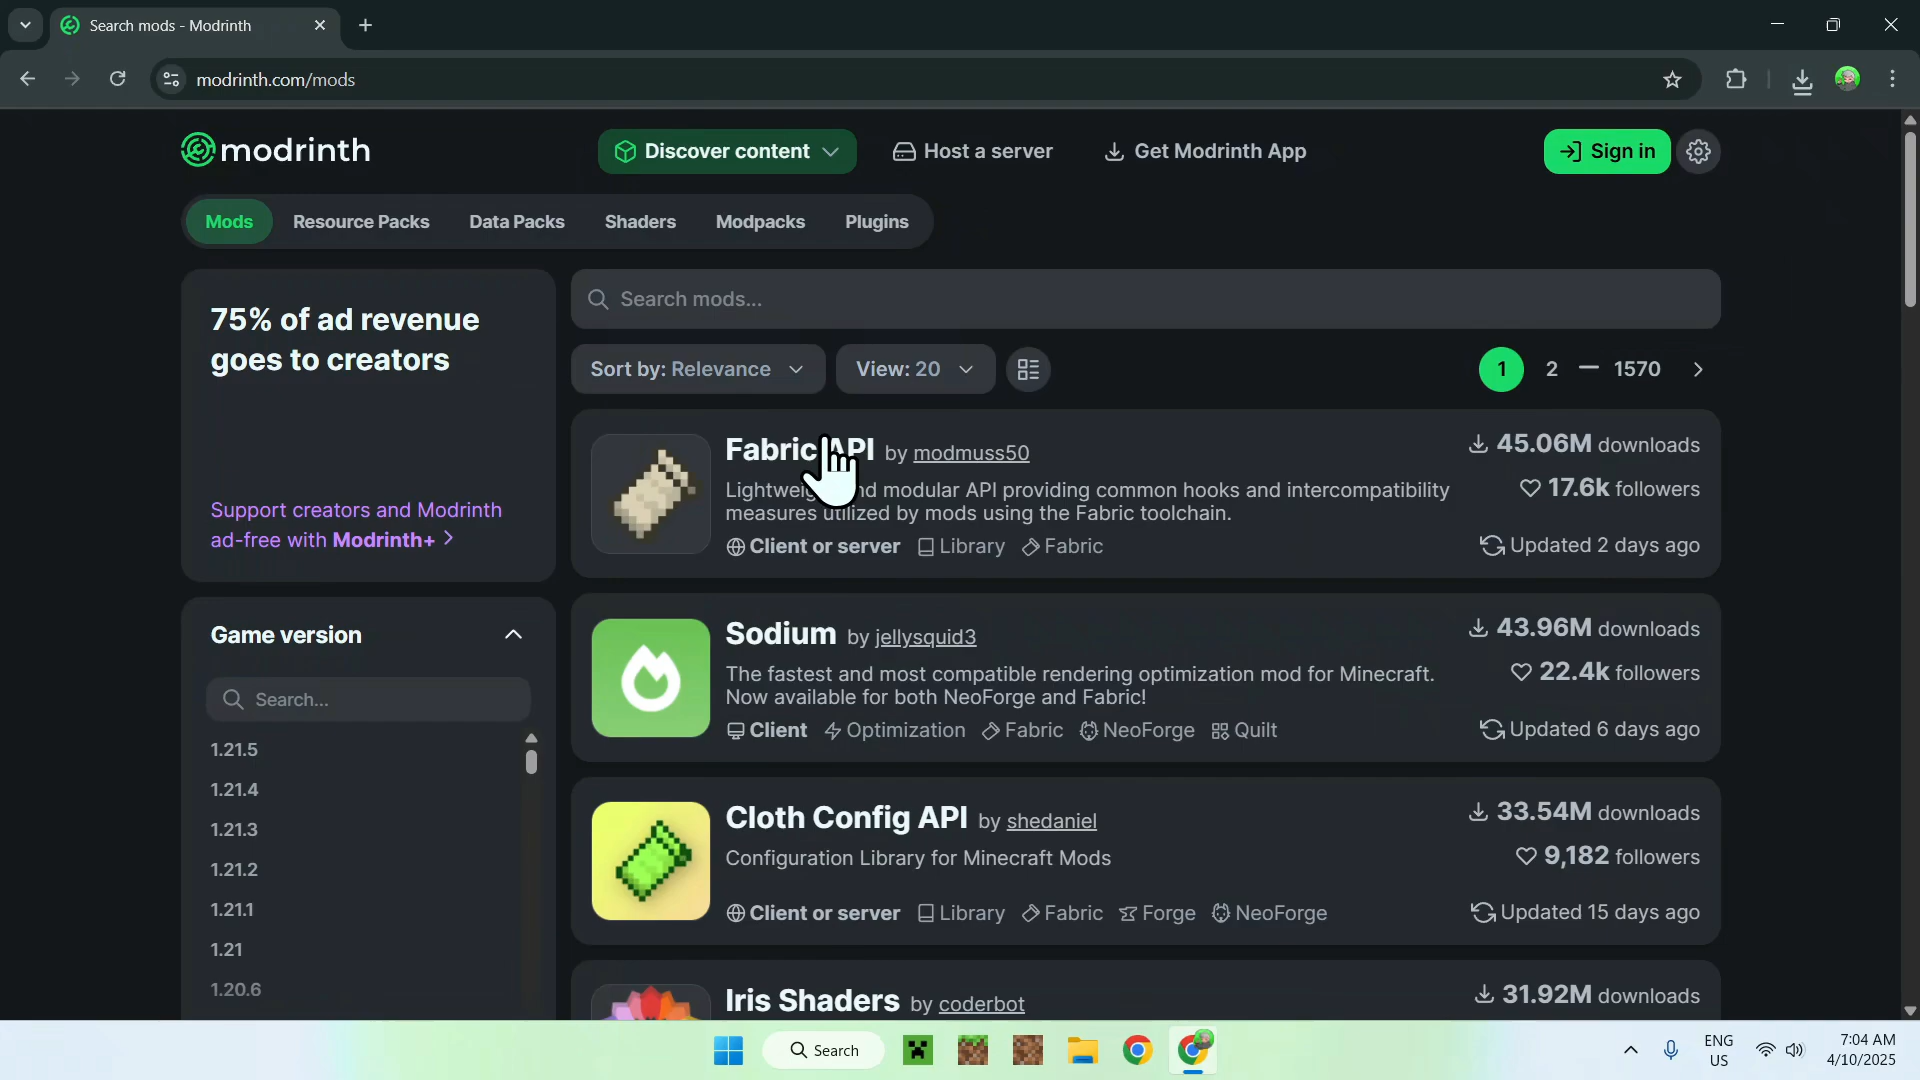 Search mods - Modrinth
modrinth.com/mods
modrinth
Discover content
Host a server
Get Modrinth App
Sign in
Mods
Resource Packs
Data Packs
Shaders
Modpacks
Plugins
75% of ad revenue
goes to creators
Support creators and Modrinth
ad-free with Modrinth+ >
Game version
Search...
1.21.5
1.21.4
1.21.3
1.21.2
1.21.1
1.21
1.20.6
Search mods...
Sort by: Relevance
View: 20
1 2 — 1570
Fabric API by modmuss50
and modular API providing common hooks and intercompatibility
measures utilized by mods using the Fabric toolchain.
Client or server Library Fabric
45.06M downloads
17.6k followers
Updated 2 days ago
Sodium by jellysquid3
The fastest and most compatible rendering optimization mod for Minecraft.
Now available for both NeoForge and Fabric!
Client Optimization Fabric NeoForge Quilt
43.96M downloads
22.4k followers
Updated 6 days ago
Cloth Config API by shedaniel
Configuration Library for Minecraft Mods
Client or server Library Fabric Forge NeoForge
33.54M downloads
9,182 followers
Updated 15 days ago
Iris Shaders by coderbot
31.92M downloads
Search
ENG
US
7:04 AM
4/10/2025